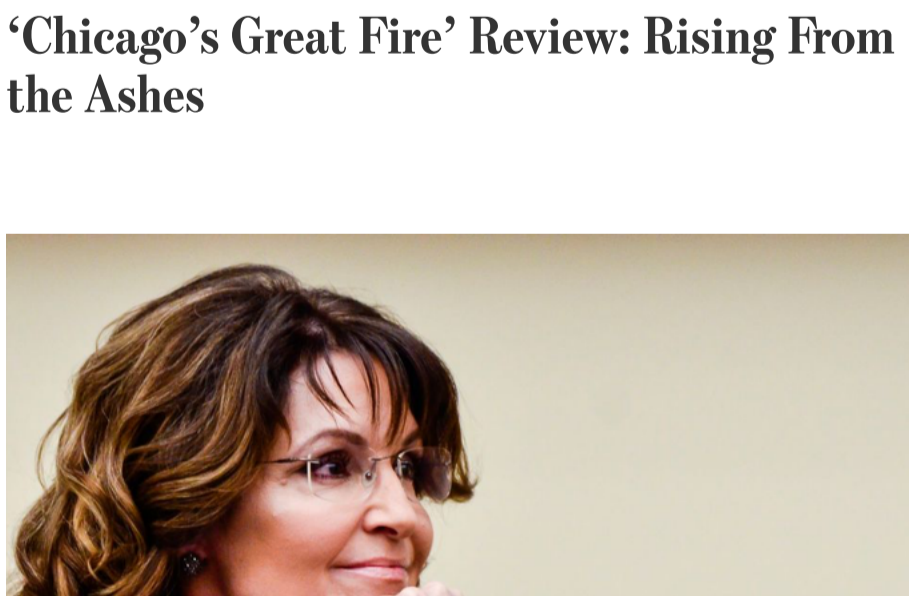 ‘Chicago’s Great Fire’ Review: Rising From
the Ashes